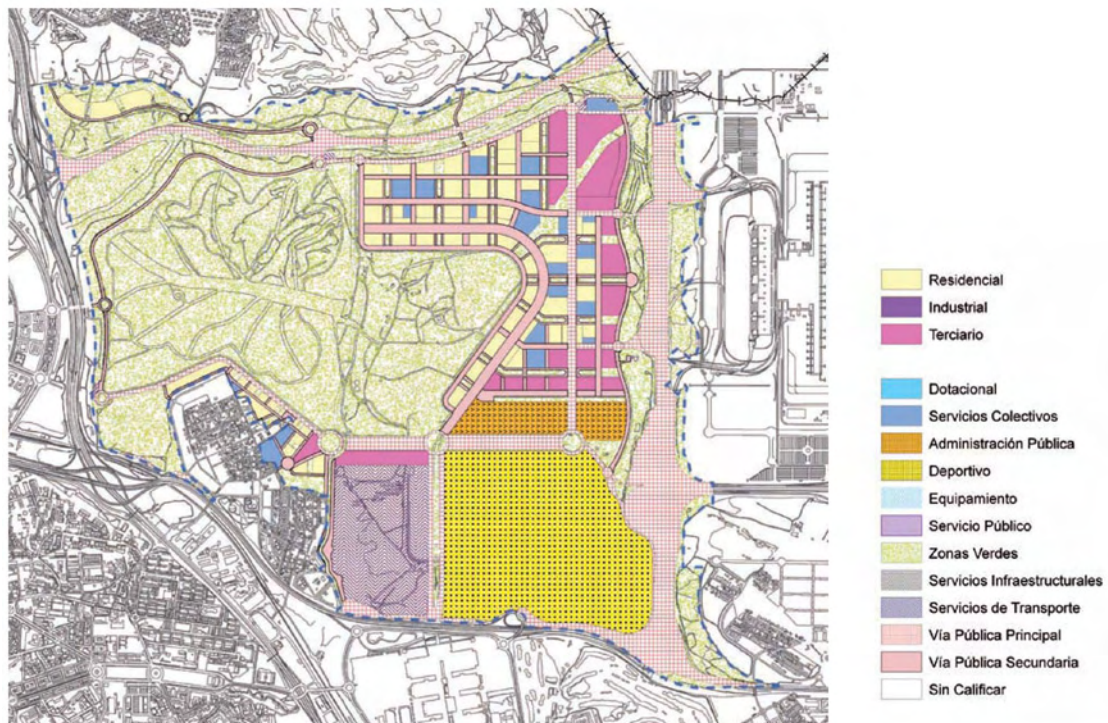 Residencial
Industrial
Terciario
Dotacional
Servicios Colectivos
Administración Pública
Deportivo
Equipamiento
Servicio Público
Zonas Verdes
Servicios Infraestructurales
Servicios de Transporte
Vía Pública Principal
Vía Pública Secundaria
Sin Calificar